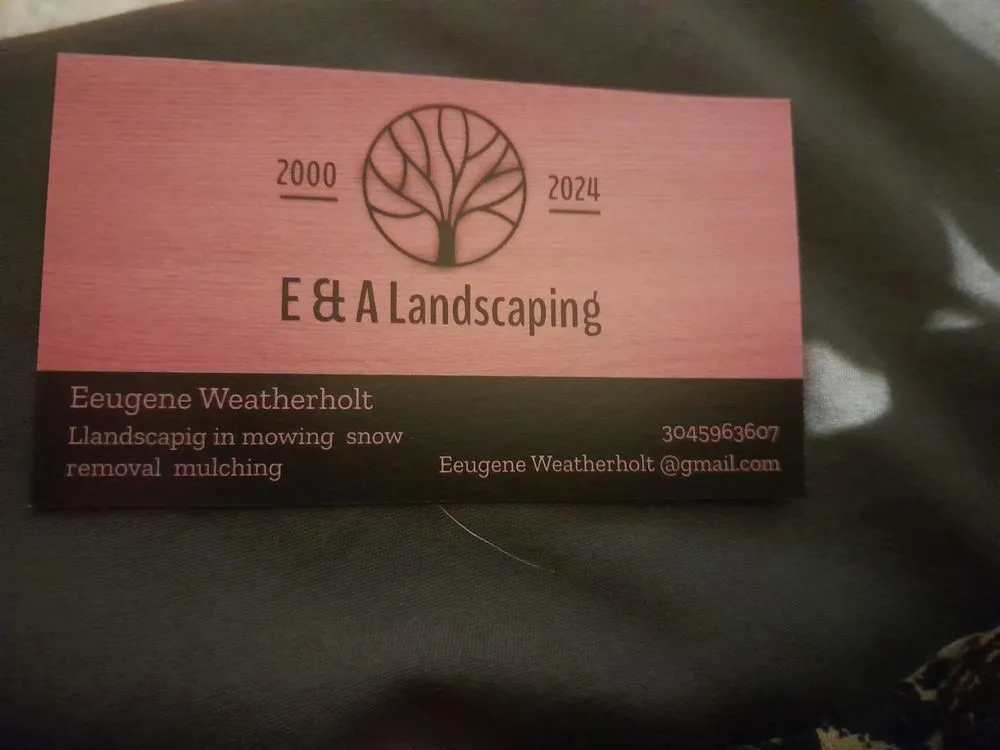 2000
2024
E & A Landscaping
Eeugene Weatherholt
Llandscapig in mowing snow
removal mulching
3045963607
Eeugene Weatherholt @gmail.com